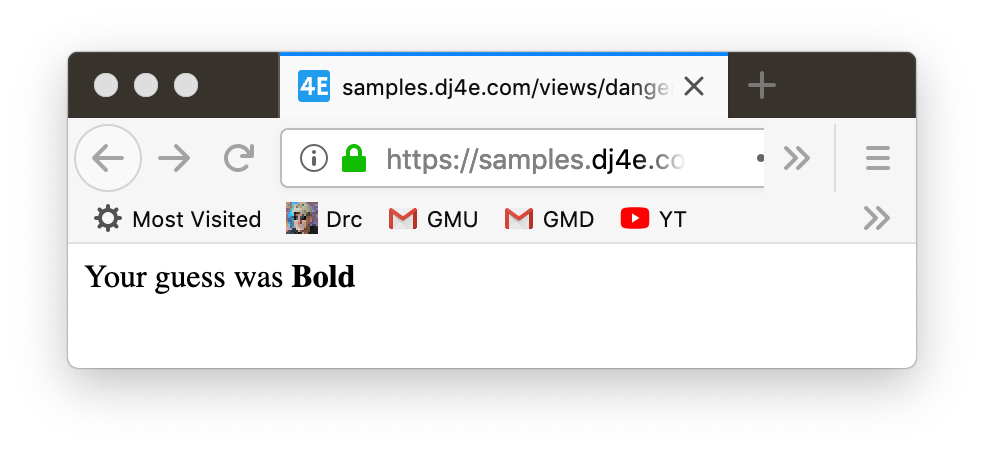 4E samples.dj4e.com/views/dange
https://samples.dj4e.co
Most Visited Drc GMU GMD YT
Your guess was Bold